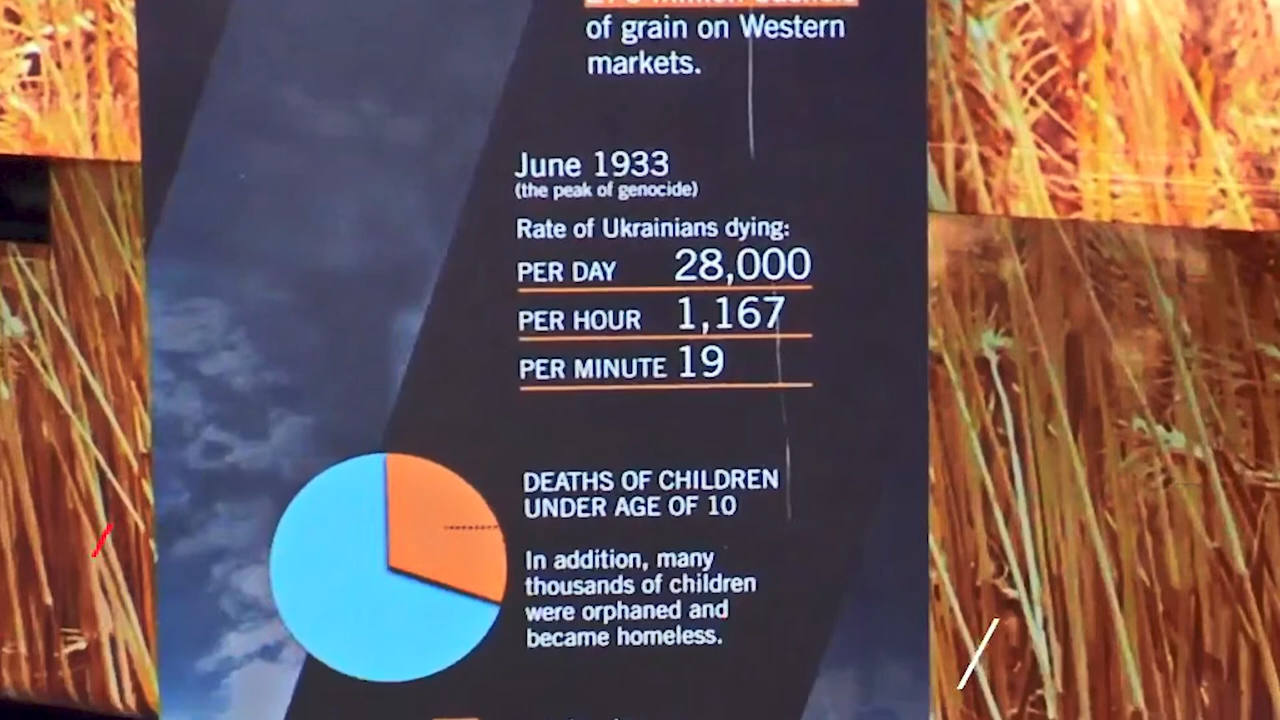 of grain on Western
markets.
June 1933
(the peak of genocide)
Rate of Ukrainians dying:
PER DAY 28,000
PER HOUR 1,167
PER MINUTE 19
DEATHS OF CHILDREN
UNDER AGE OF 10
In addition, many
thousands of children
were orphaned and
became homeless.